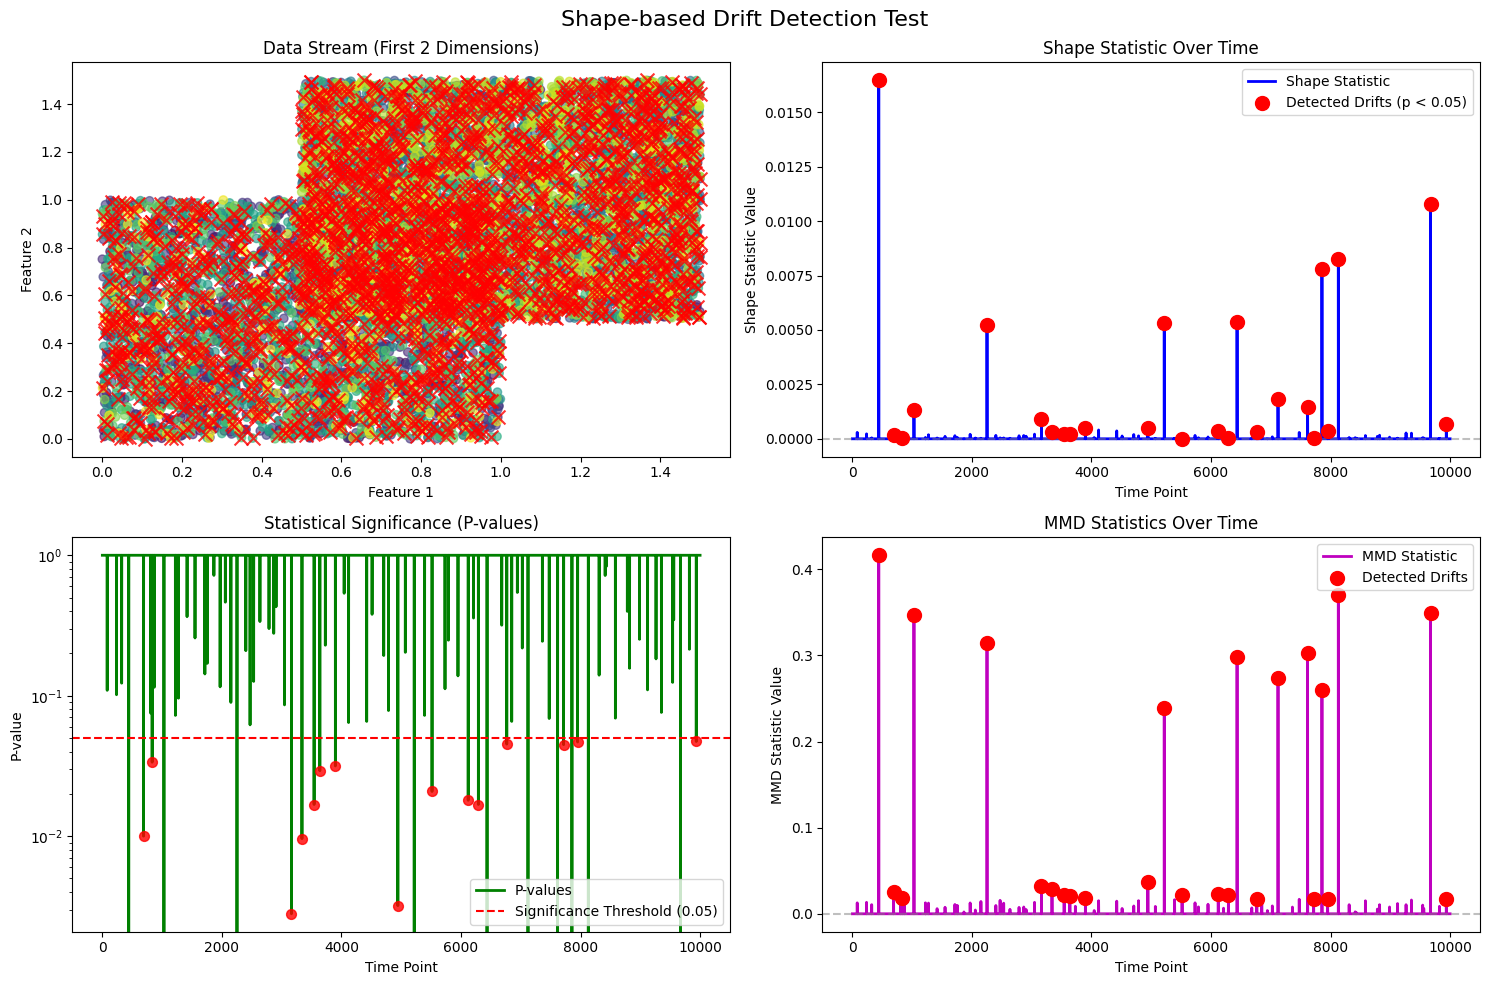 Shape-based Drift Detection Test
Data Stream (First 2 Dimensions)
1.4
1.2
1.0
0.8
0.6
0.4
0.2
0.0
Feature 2
0.0 0.2 0.4 0.6 0.8 1.0 1.2 1.4
Feature 1
Shape Statistic Over Time
Shape Statistic
Detected Drifts (p < 0.05)
0.0150
0.0125
0.0100
0.0075
0.0050
0.0025
0.0000
Shape Statistic Value
0 2000 4000 6000 8000 10000
Time Point
Statistical Significance (P-values)
10⁰
10⁻¹
10⁻²
P-value
P-values
Significance Threshold (0.05)
0 2000 4000 6000 8000 10000
Time Point
MMD Statistics Over Time
MMD Statistic
Detected Drifts
0.4
0.3
0.2
0.1
0.0
MMD Statistic Value
0 2000 4000 6000 8000 10000
Time Point